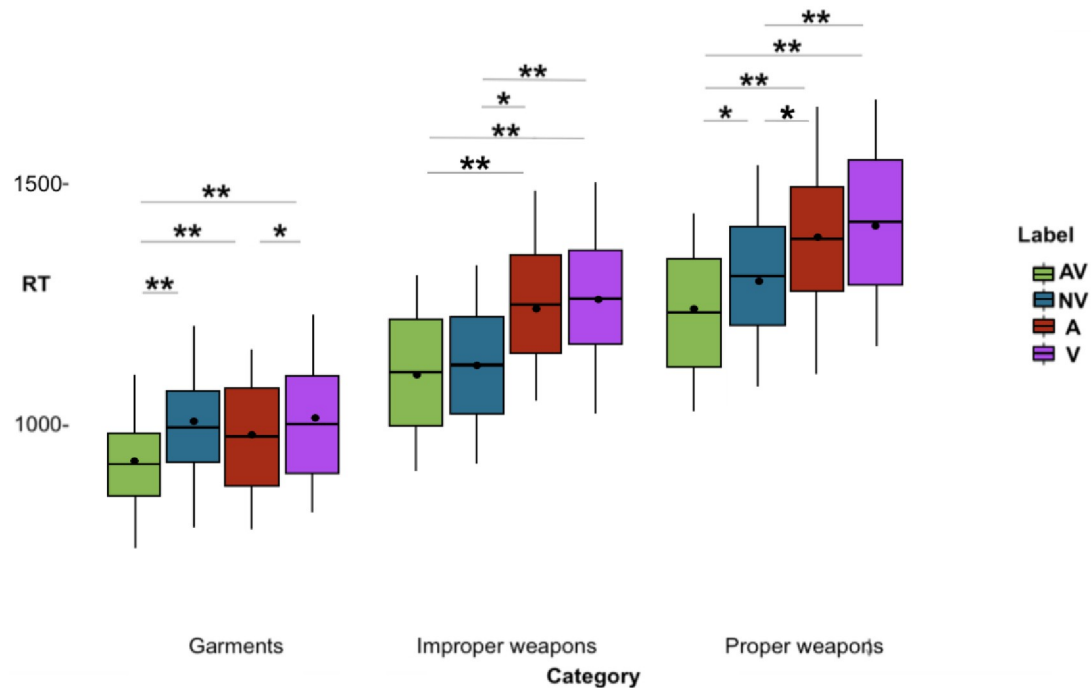 **
**
**
**
*
**
*
**
**
*
*
1500-
**
**
**
*
RT
**
Label
AV
NV
A
V
1000-
Garments
Improper weapons
Proper weapons
Category